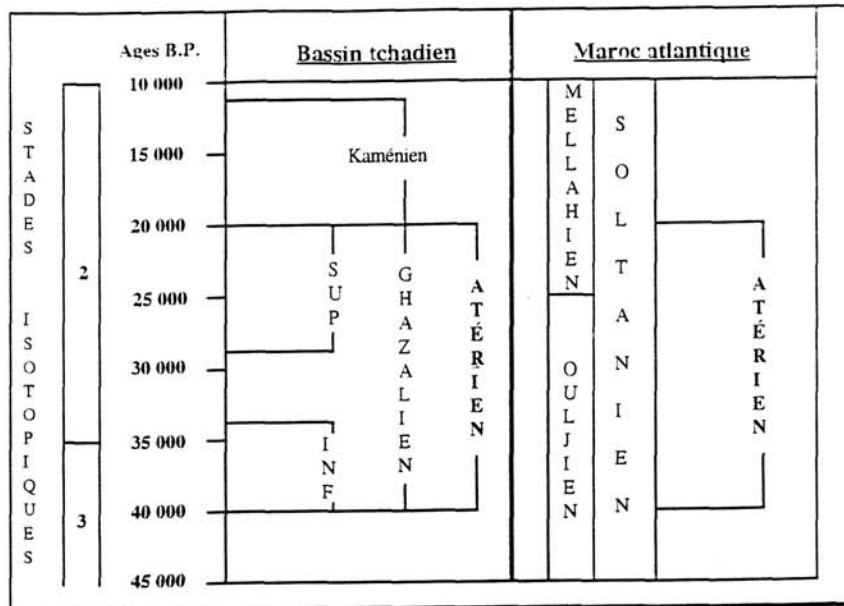 Ages B.P.
Bassin tchadien
Maroc atlantique
STADES ISOTOPIQUES
2
3
10 000
15 000
20 000
25 000
30 000
35 000
40 000
45 000
Kaménien
SUP
INF
GHAZALIEN
ATÉRIEN
MELLAHIEN
OULJIEN
SOLTANIEN
ATÉRIEN